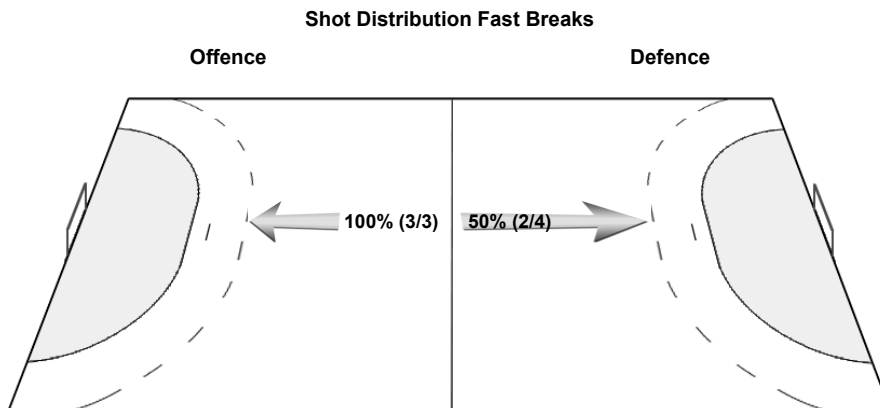 Shot Distribution Fast Breaks
Offence
Defence
100% (3/3)
50% (2/4)